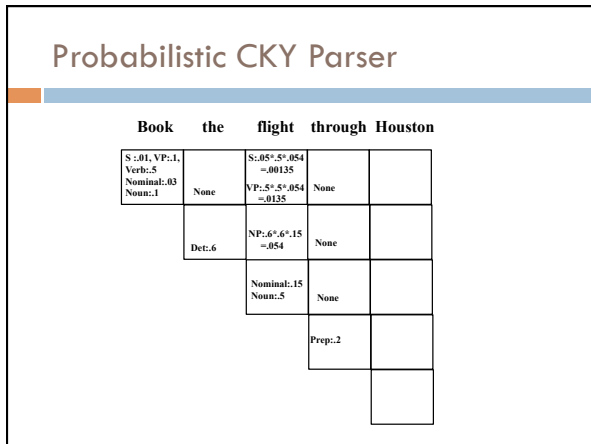 Probabilistic CKY Parser
Book the flight through Houston
S :.01, VP:.1,
Verb:.5
Nominal:.03
Noun:.1
None
S:.05*.5*.054
=.00135
VP:.5*.5*.054
=.0135
None
Det:.6
NP:.6*.6*.15
=.054
None
Nominal:.15
Noun:.5
None
Prep:.2